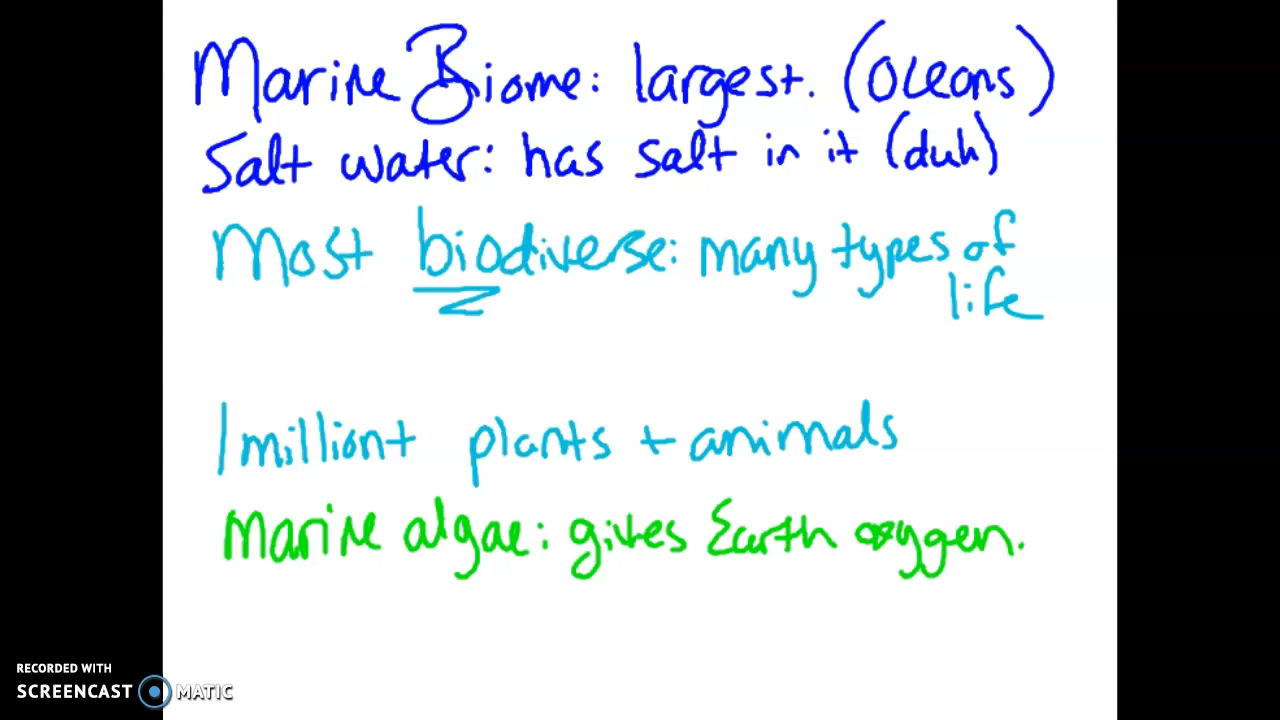 Marine Biome: largest. (Oceans)
Salt water: has salt in it (duh)
Most biodiverse: many types of
life
1 million+ plants + animals
Marine algae: gives Earth oxygen.
RECORDED WITH
SCREENCAST MATIC